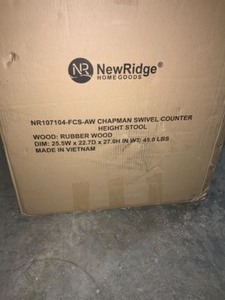 NR
NewRidge®
HOME GOODS
NR107104-FCS-AW CHAPMAN SWIVEL COUNTER
HEIGHT STOOL
WOOD: RUBBER WOOD
DIM: 25.5W x 22.7D x 27.6H IN WT: 45.0 LBS
MADE IN VIETNAM